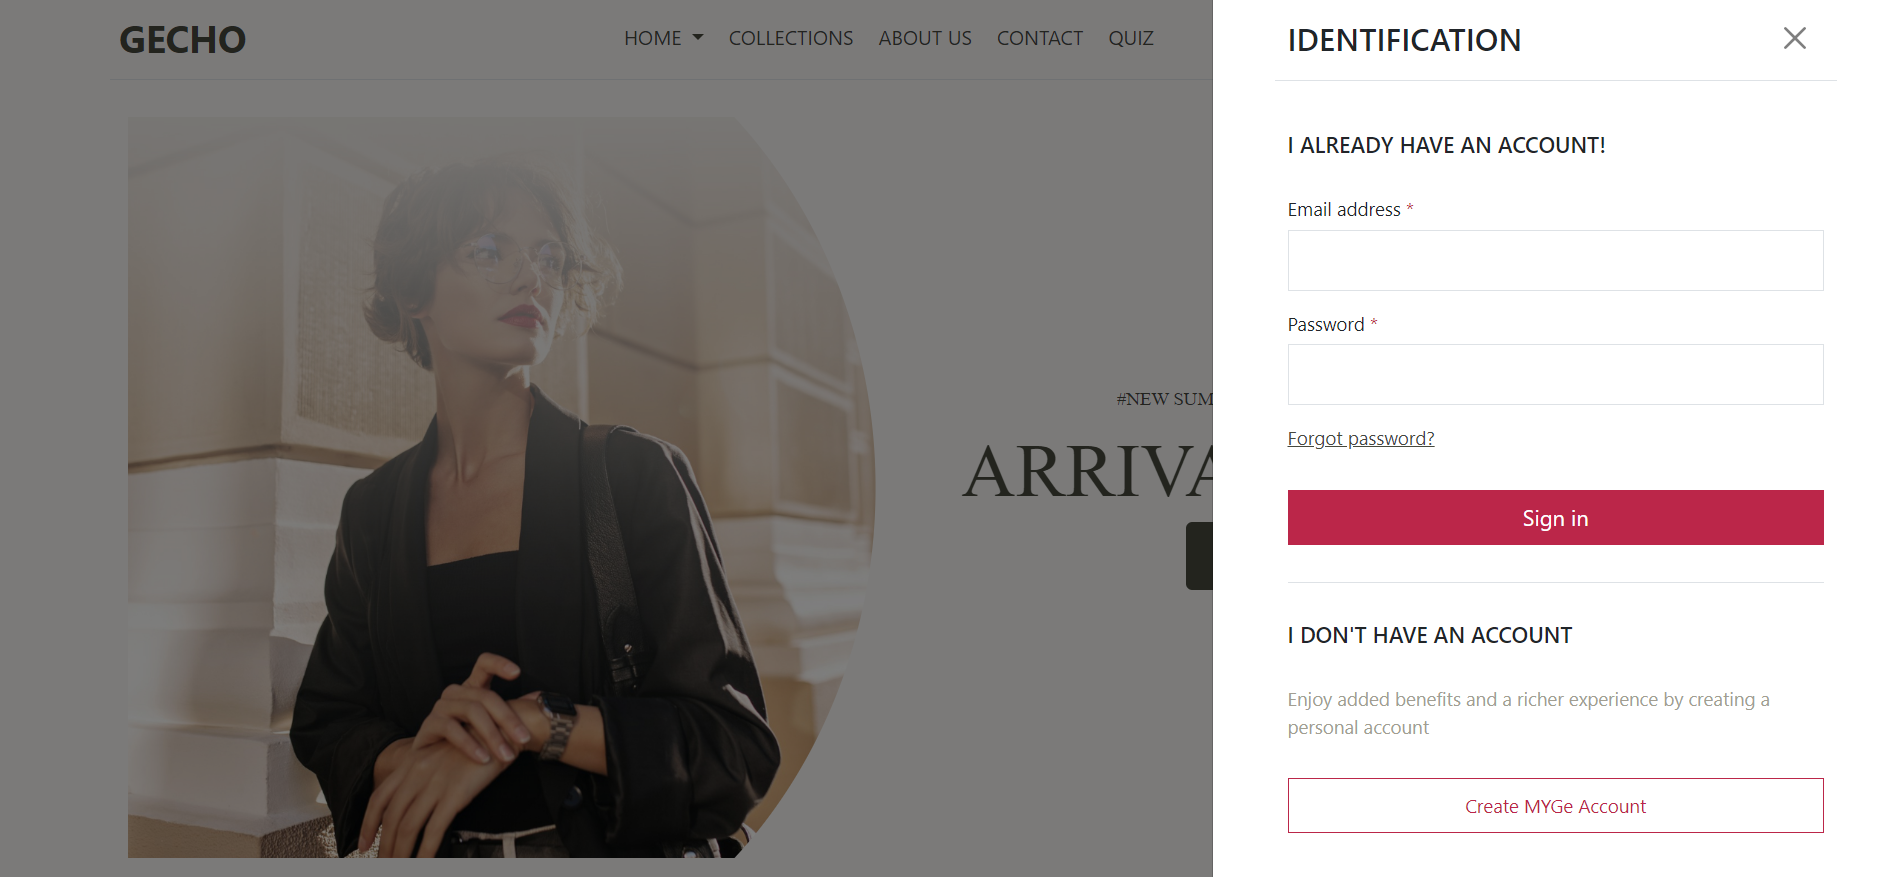 GECHO
HOME COLLECTIONS ABOUT US CONTACT QUIZ
#NEW SUM
ARRIVA
IDENTIFICATION
I ALREADY HAVE AN ACCOUNT!
Email address *
Password *
Forgot password?
Sign in
I DON'T HAVE AN ACCOUNT
Enjoy added benefits and a richer experience by creating a
personal account
Create MYGe Account